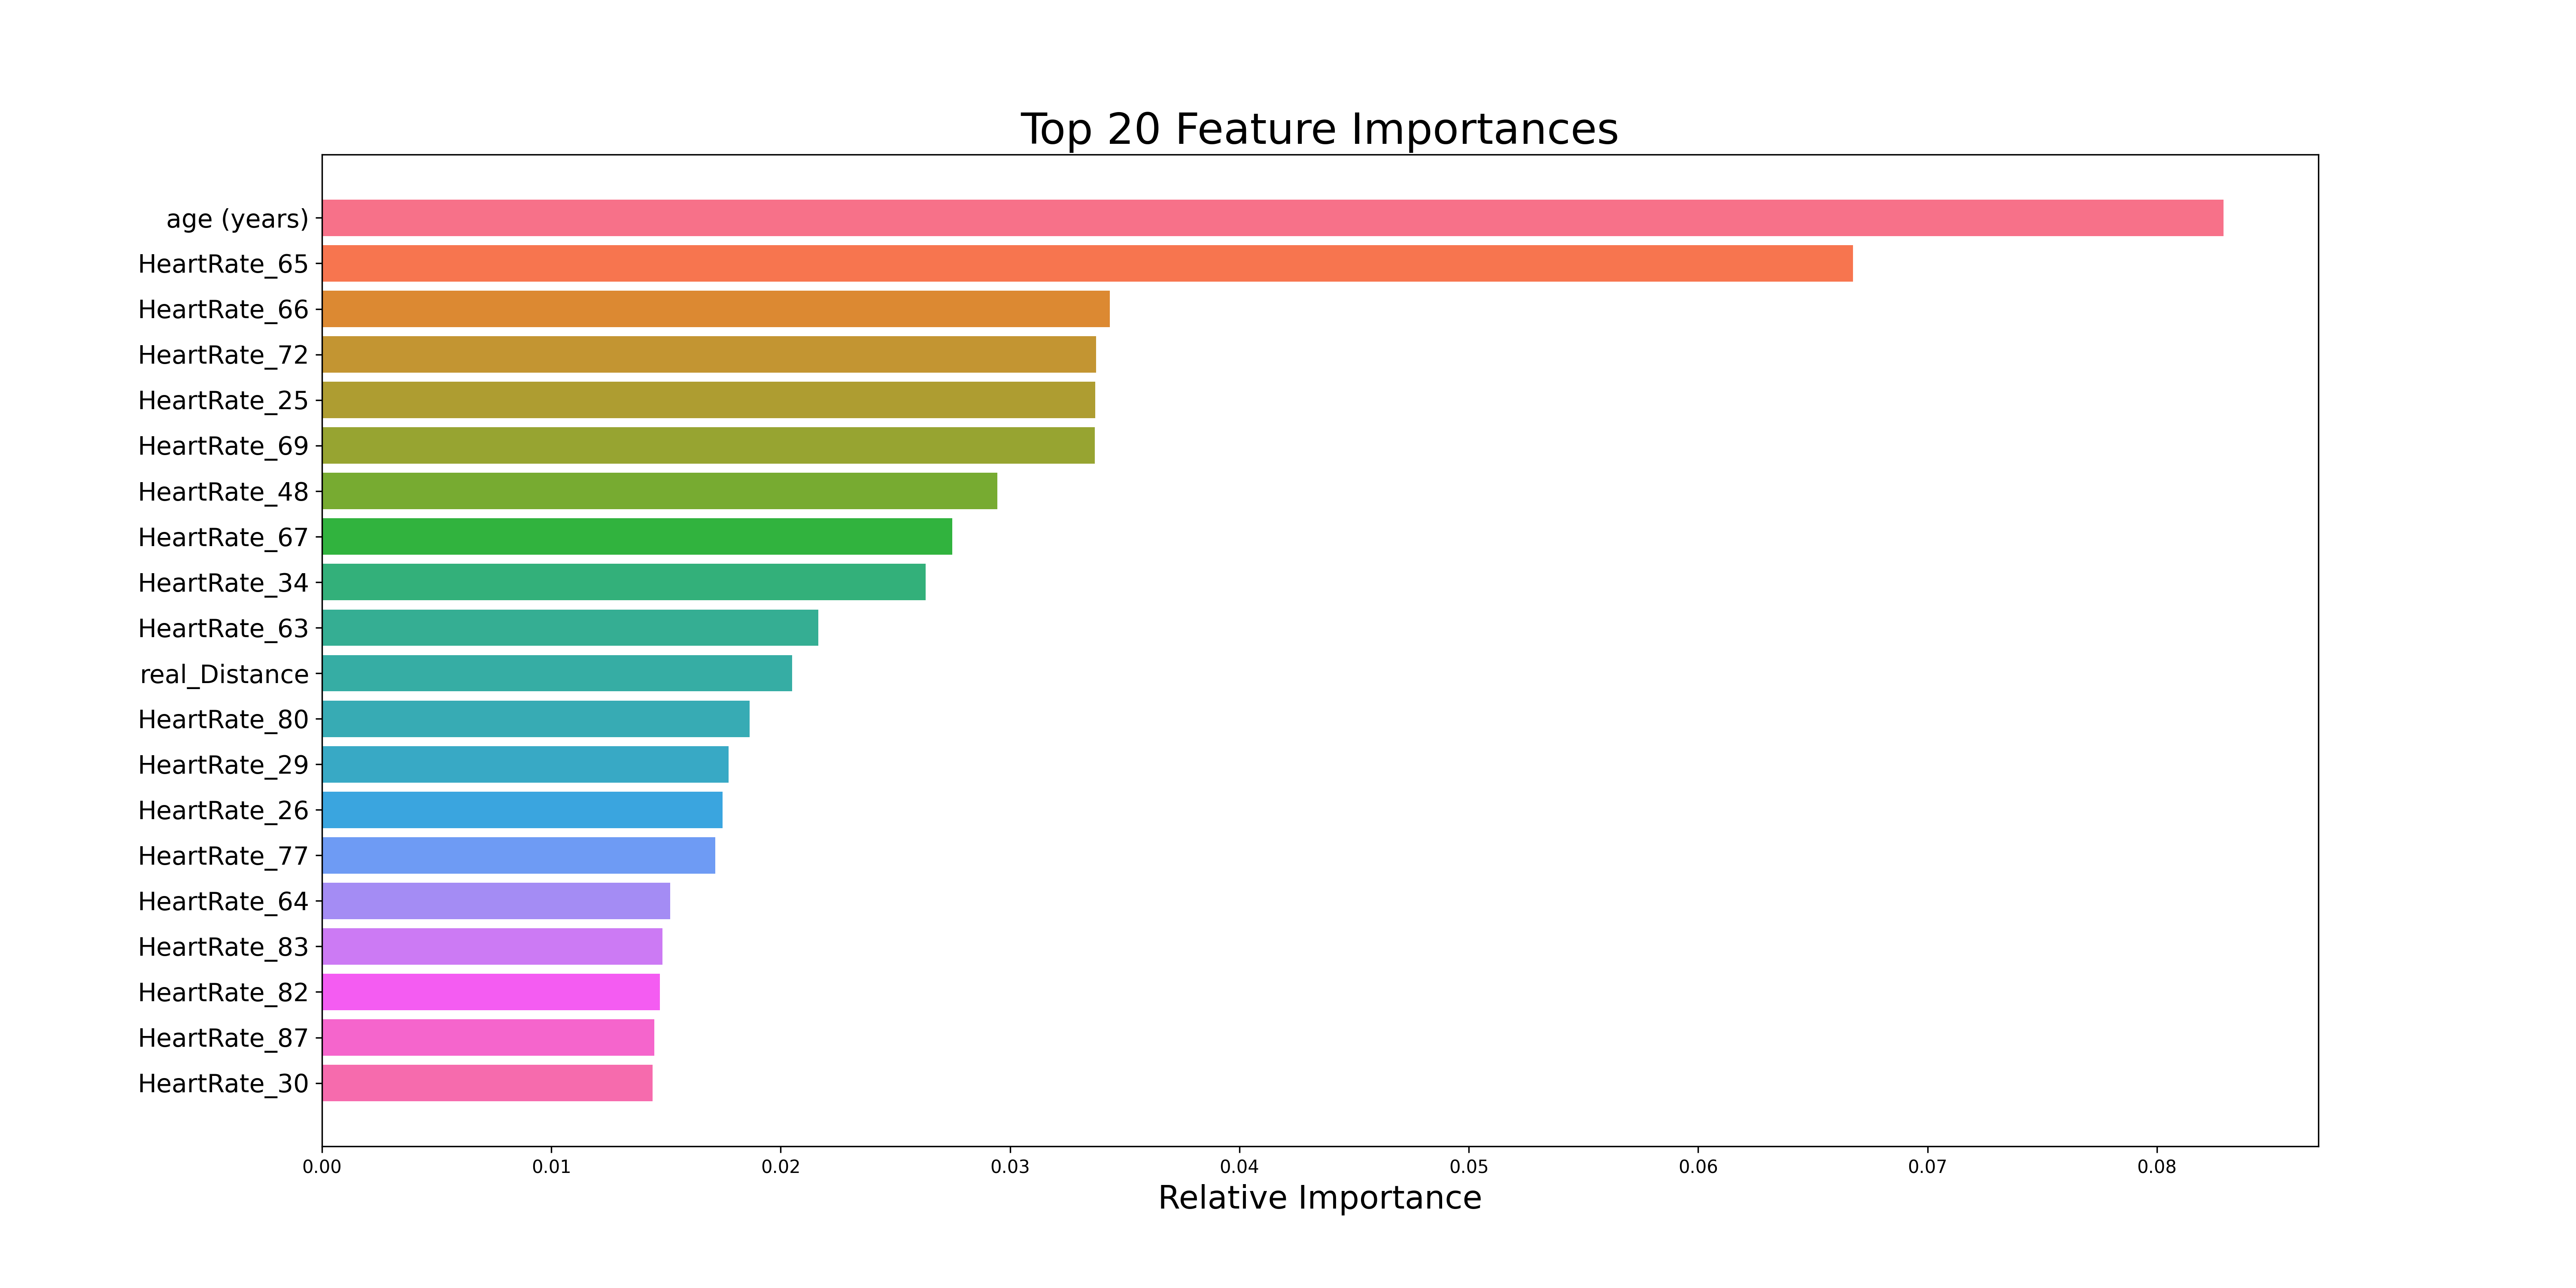 Top 20 Feature Importances
age (years)
HeartRate_65
HeartRate_66
HeartRate_72
HeartRate_25
HeartRate_69
HeartRate_48
HeartRate_67
HeartRate_34
HeartRate_63
real_Distance
HeartRate_80
HeartRate_29
HeartRate_26
HeartRate_77
HeartRate_64
HeartRate_83
HeartRate_82
HeartRate_87
HeartRate_30
0.00 0.01 0.02 0.03 0.04 0.05 0.06 0.07 0.08
Relative Importance